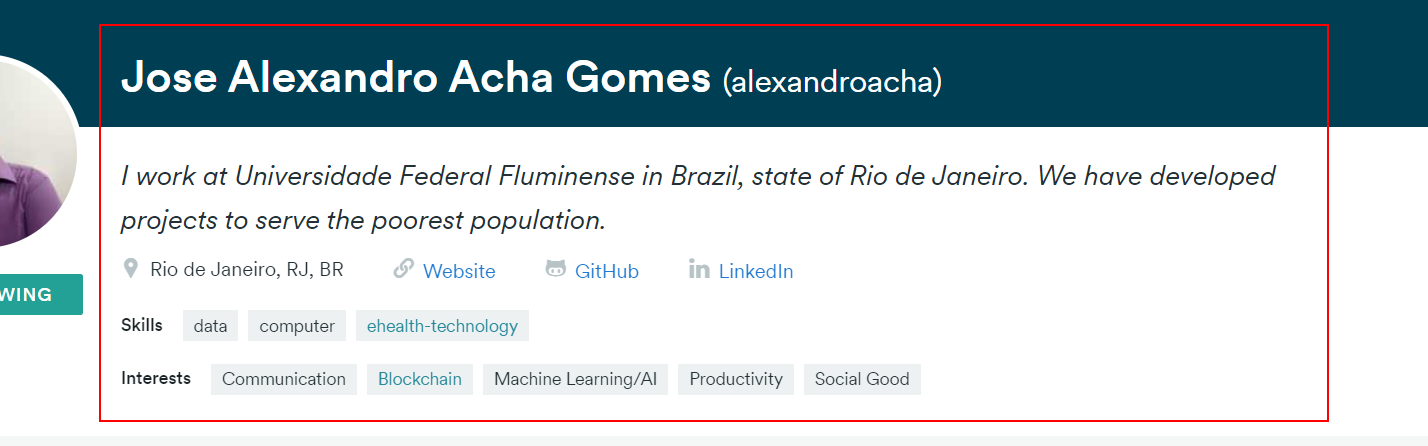 Jose Alexandro Acha Gomes (alexandroacha)
I work at Universidade Federal Fluminense in Brazil, state of Rio de Janeiro. We have developed
projects to serve the poorest population.
Rio de Janeiro, RJ, BR Website GitHub LinkedIn
WING
Skills data computer ehealth-technology
Interests Communication Blockchain Machine Learning/AI Productivity Social Good